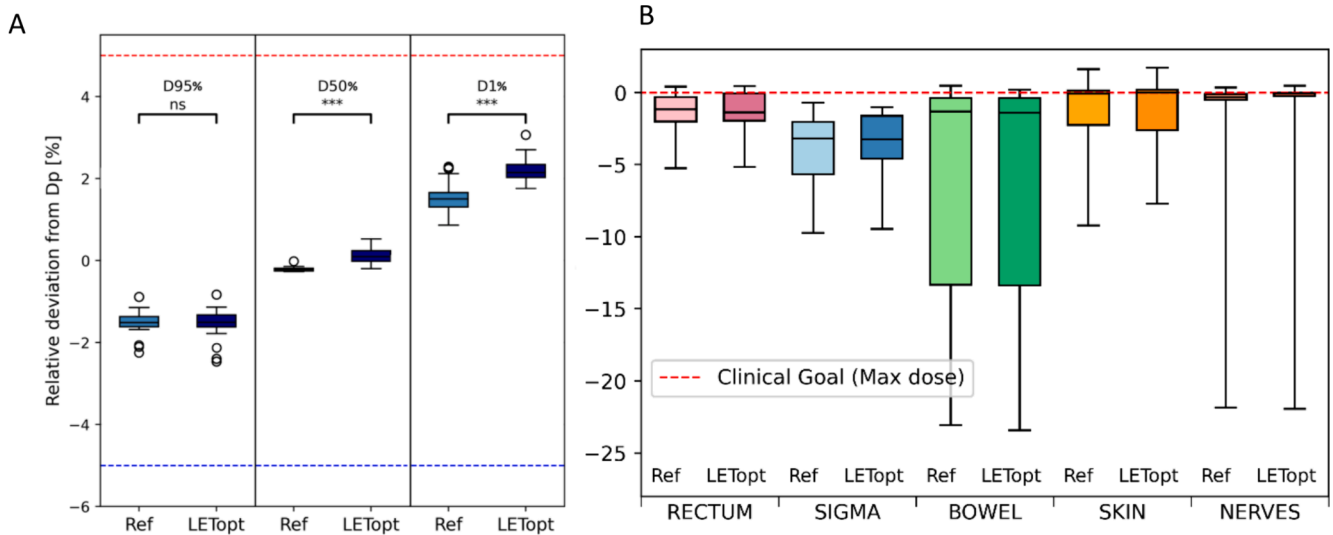 A
Relative deviation from Dp [%]
4
2
0
−2
−4
−6
D95%
ns
D50%
***
D1%
***
Ref LETopt Ref LETopt Ref LETopt
B
0
−5
−10
−15
−20
−25
Clinical Goal (Max dose)
Ref LETopt Ref LETopt Ref LETopt Ref LETopt Ref LETopt
RECTUM SIGMA BOWEL SKIN NERVES